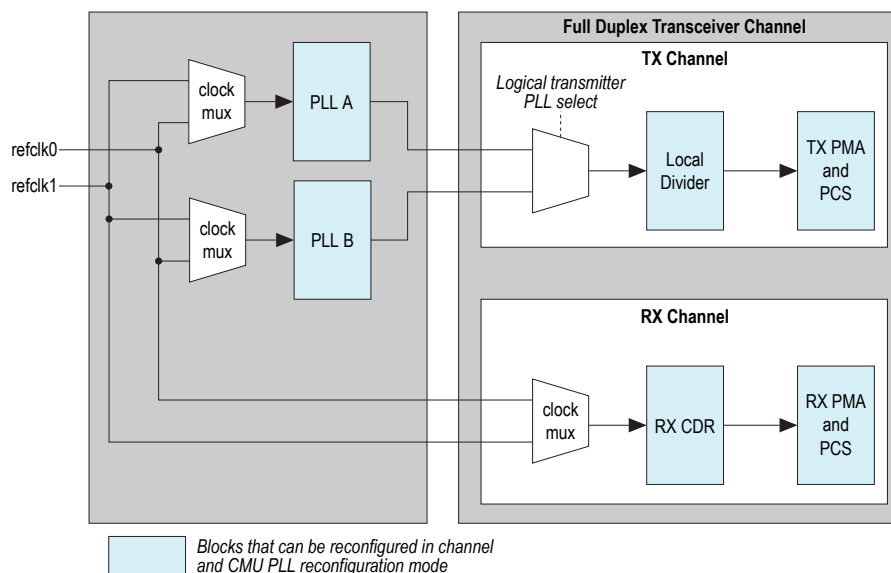 Full Duplex Transceiver Channel
TX Channel
Logical transmitter
PLL select
clock
mux
PLL A
refclk0
refclk1
Local
Divider
TX PMA
and
PCS
clock
mux
PLL B
RX Channel
clock
mux
RX CDR
RX PMA
and
PCS
Blocks that can be reconfigured in channel
and CMU PLL reconfiguration mode